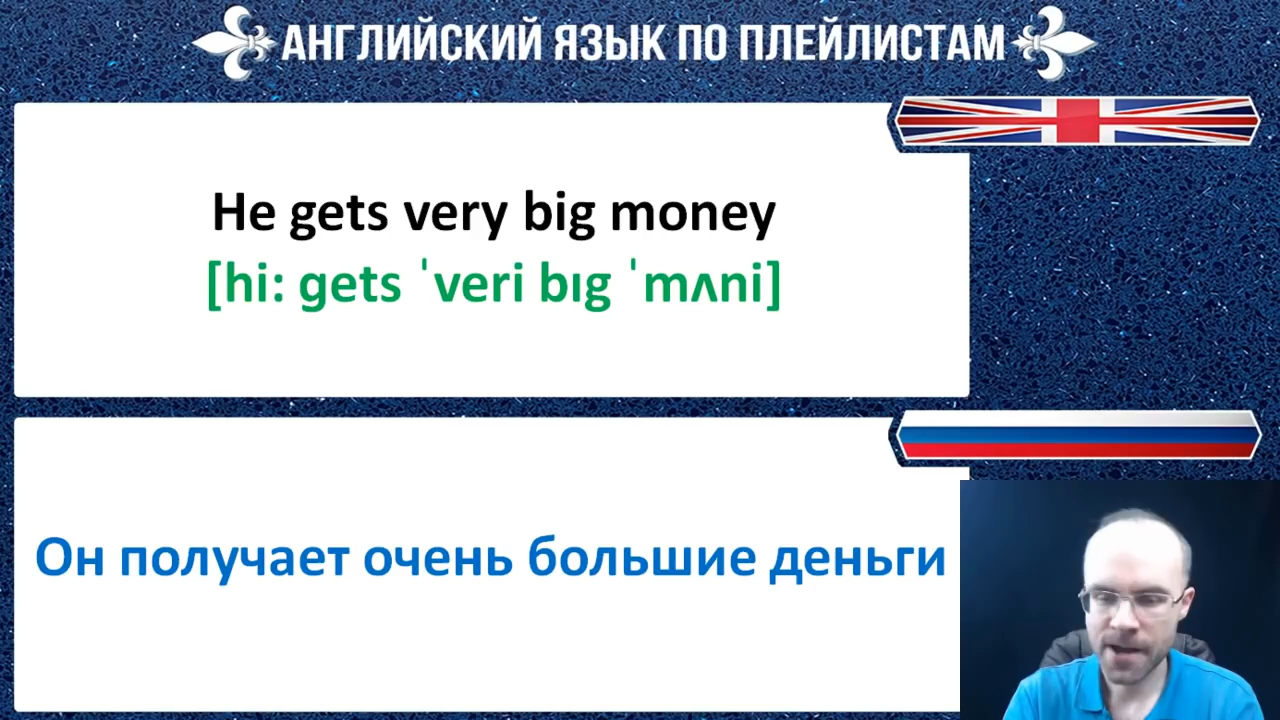 АНГЛИЙСКИЙ ЯЗЫК ПО ПЛЕЙЛИСТАМ
He gets very big money
[hi: gets ˈveri bɪg ˈmʌni]
Он получает очень большие деньги